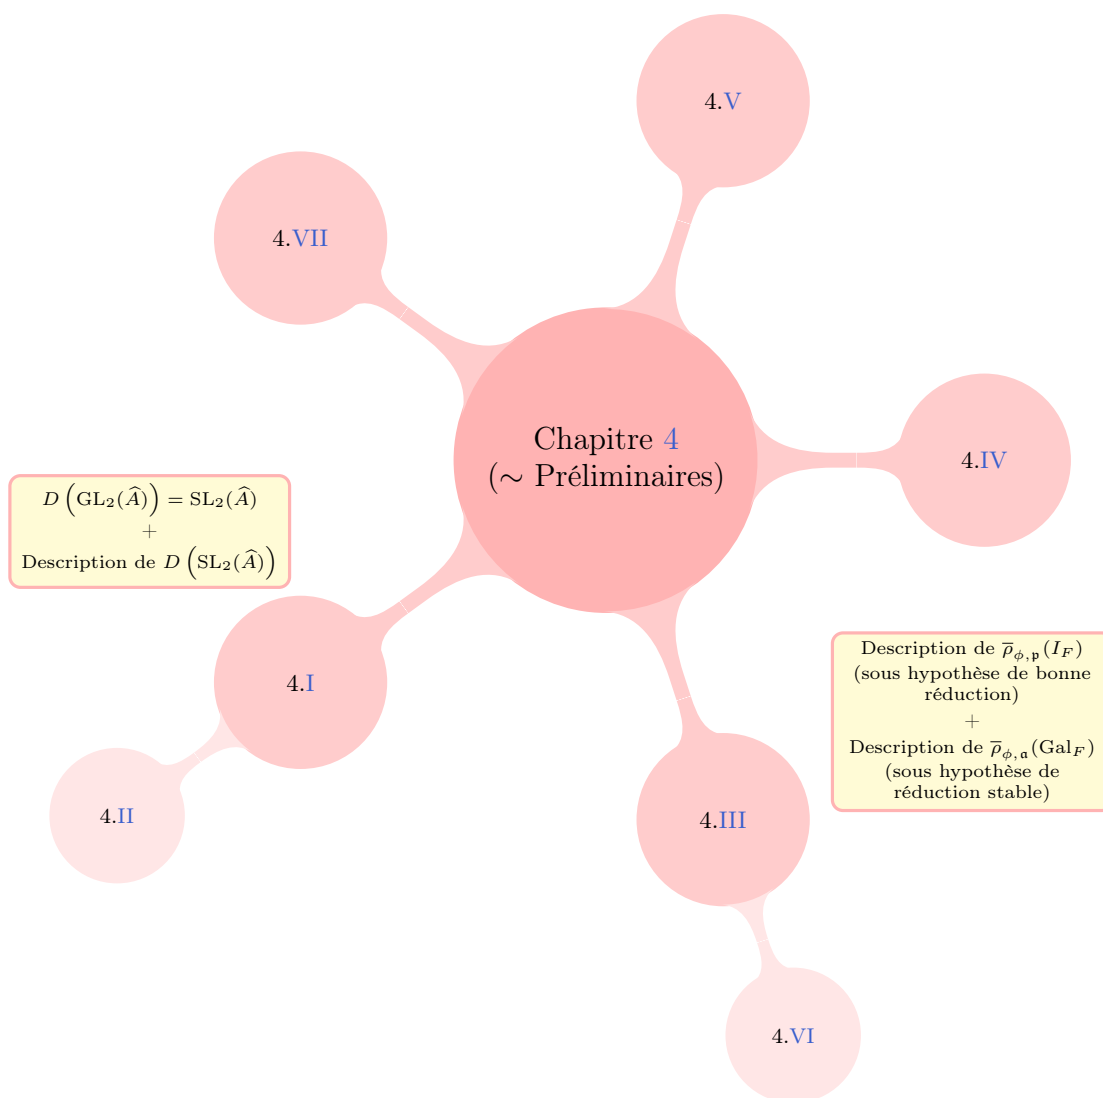 4.V
4.VII
Chapitre 4
(∼ Préliminaires)
4.IV
D (GL₂(Â)) = SL₂(Â)
+
Description de D (SL₂(Â))
4.I
Description de ρ̅_{ϕ,𝔭}(I_F)
(sous hypothèse de bonne
réduction)
+
Description de ρ̅_{ϕ,𝔞}(Gal_F)
(sous hypothèse de
réduction stable)
4.II
4.III
4.VI